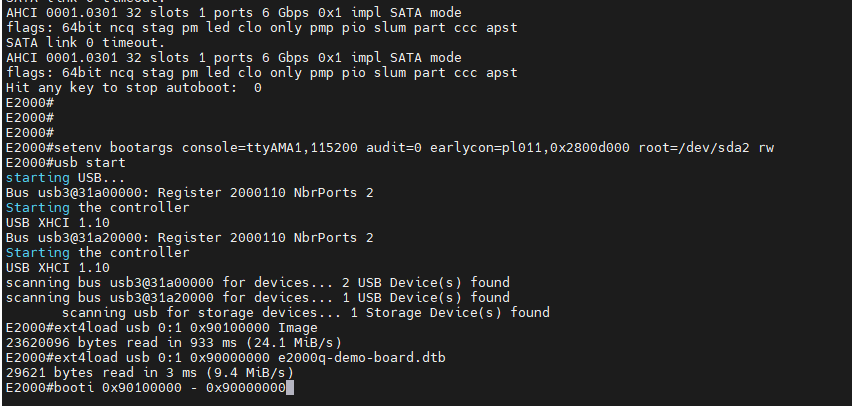 SATA link 0 timeout.
AHCI 0001.0301 32 slots 1 ports 6 Gbps 0x1 impl SATA mode
flags: 64bit ncq stag pm led clo only pmp pio slum part ccc apst
SATA link 0 timeout.
AHCI 0001.0301 32 slots 1 ports 6 Gbps 0x1 impl SATA mode
flags: 64bit ncq stag pm led clo only pmp pio slum part ccc apst
Hit any key to stop autoboot:  0
E2000#
E2000#
E2000#
E2000#setenv bootargs console=ttyAMA1,115200 audit=0 earlycon=pl011,0x2800d000 root=/dev/sda2 rw
E2000#usb start
starting USB...
Bus usb3@31a00000: Register 2000110 NbrPorts 2
Starting the controller
USB XHCI 1.10
Bus usb3@31a20000: Register 2000110 NbrPorts 2
Starting the controller
USB XHCI 1.10
scanning bus usb3@31a00000 for devices... 2 USB Device(s) found
scanning bus usb3@31a20000 for devices... 1 USB Device(s) found
       scanning usb for storage devices... 1 Storage Device(s) found
E2000#ext4load usb 0:1 0x90100000 Image
23620096 bytes read in 933 ms (24.1 MiB/s)
E2000#ext4load usb 0:1 0x90000000 e2000q-demo-board.dtb
29621 bytes read in 3 ms (9.4 MiB/s)
E2000#booti 0x90100000 - 0x90000000